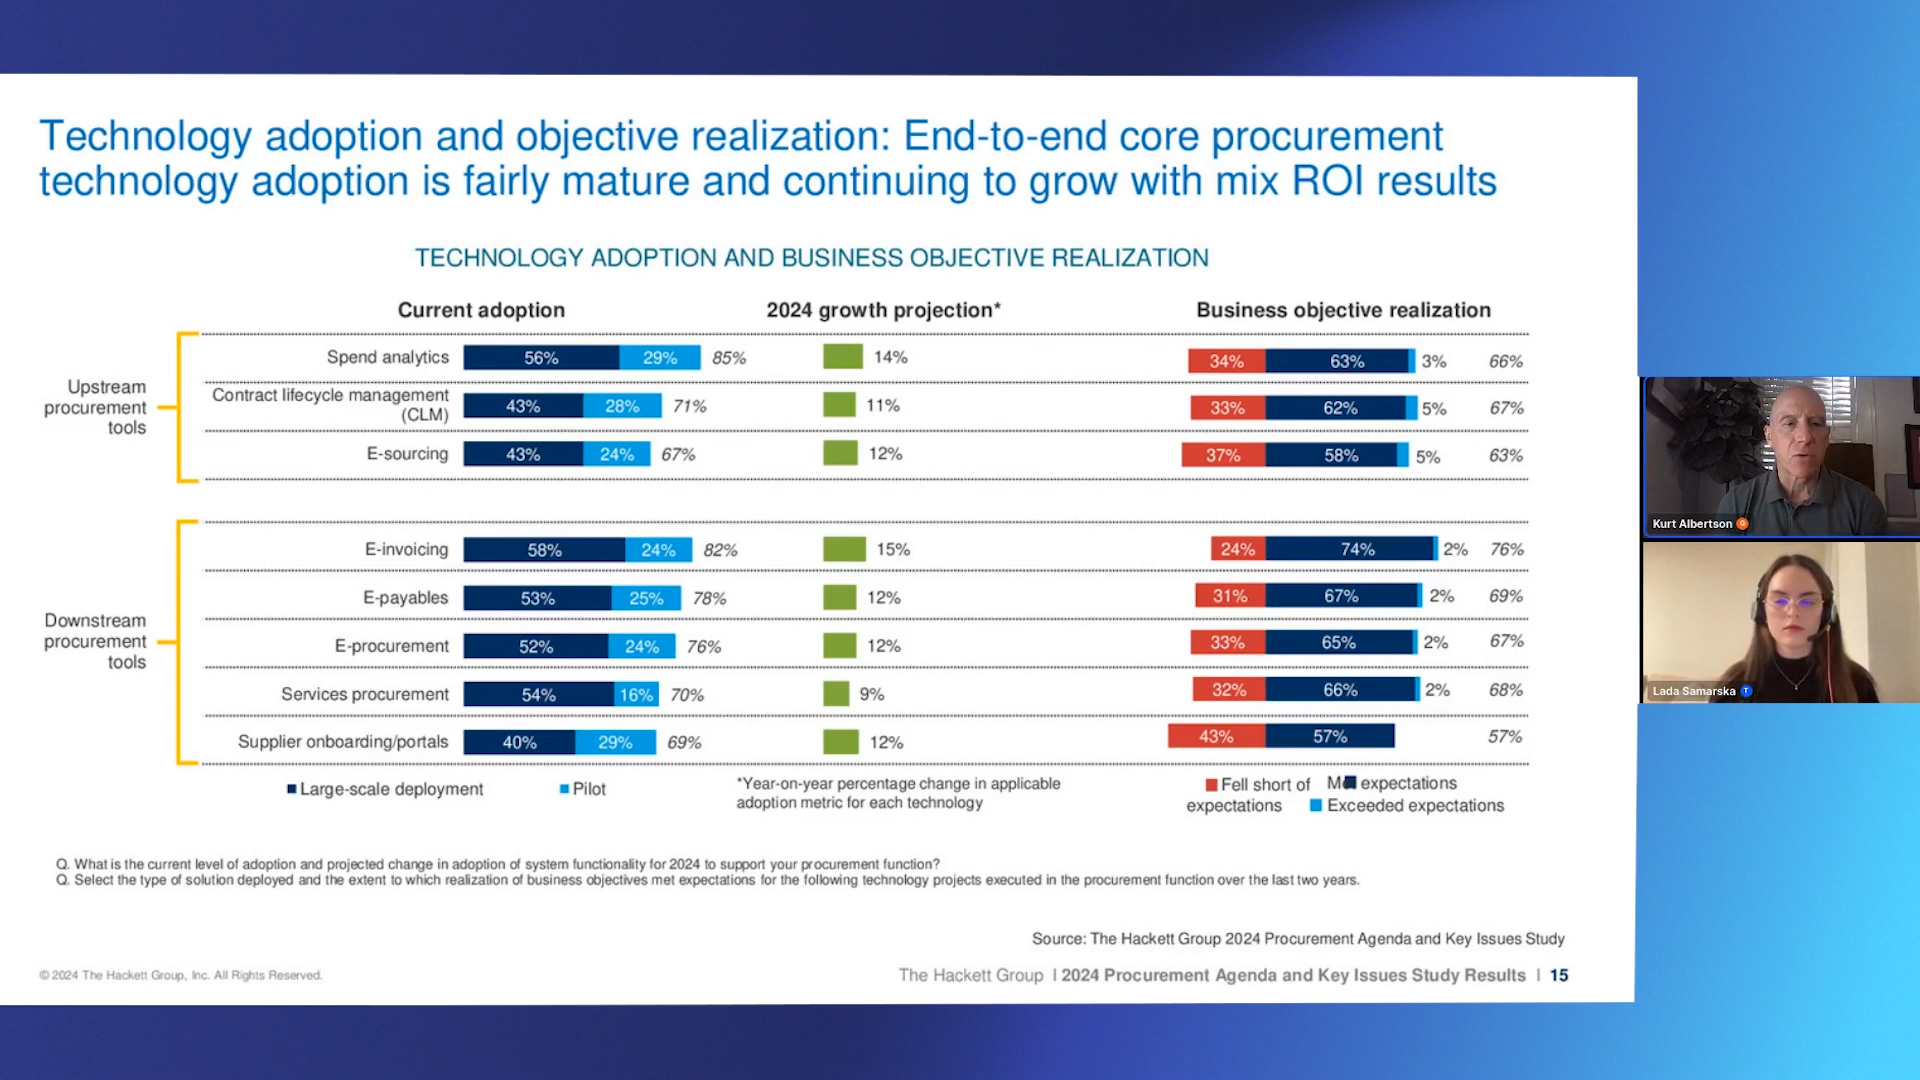 Technology adoption and objective realization: End-to-end core procurement
technology adoption is fairly mature and continuing to grow with mix ROI results
TECHNOLOGY ADOPTION AND BUSINESS OBJECTIVE REALIZATION
Current adoption 2024 growth projection* Business objective realization
Upstream
procurement
tools
Spend analytics 56% 29% 85% 14% 34% 63% 3% 66%
Contract lifecycle management
(CLM) 43% 28% 71% 11% 33% 62% 5% 67%
E-sourcing 43% 24% 67% 12% 37% 58% 5% 63%
Downstream
procurement
tools
E-invoicing 58% 24% 82% 15% 24% 74% 2% 76%
E-payables 53% 25% 78% 12% 31% 67% 2% 69%
E-procurement 52% 24% 76% 12% 33% 65% 2% 67%
Services procurement 54% 16% 70% 9% 32% 66% 2% 68%
Supplier onboarding/portals 40% 29% 69% 12% 43% 57% 57%
Large-scale deployment Pilot
*Year-on-year percentage change in applicable
adoption metric for each technology
Fell short of
expectations
expectations
Exceeded expectations
Q. What is the current level of adoption and projected change in adoption of system functionality for 2024 to support your procurement function?
Q. Select the type of solution deployed and the extent to which realization of business objectives met expectations for the following technology projects executed in the procurement function over the last two years.
Source: The Hackett Group 2024 Procurement Agenda and Key Issues Study
© 2024 The Hackett Group, Inc. All Rights Reserved.
The Hackett Group | 2024 Procurement Agenda and Key Issues Study Results | 15
Kurt Albertson
Lada Samarska T